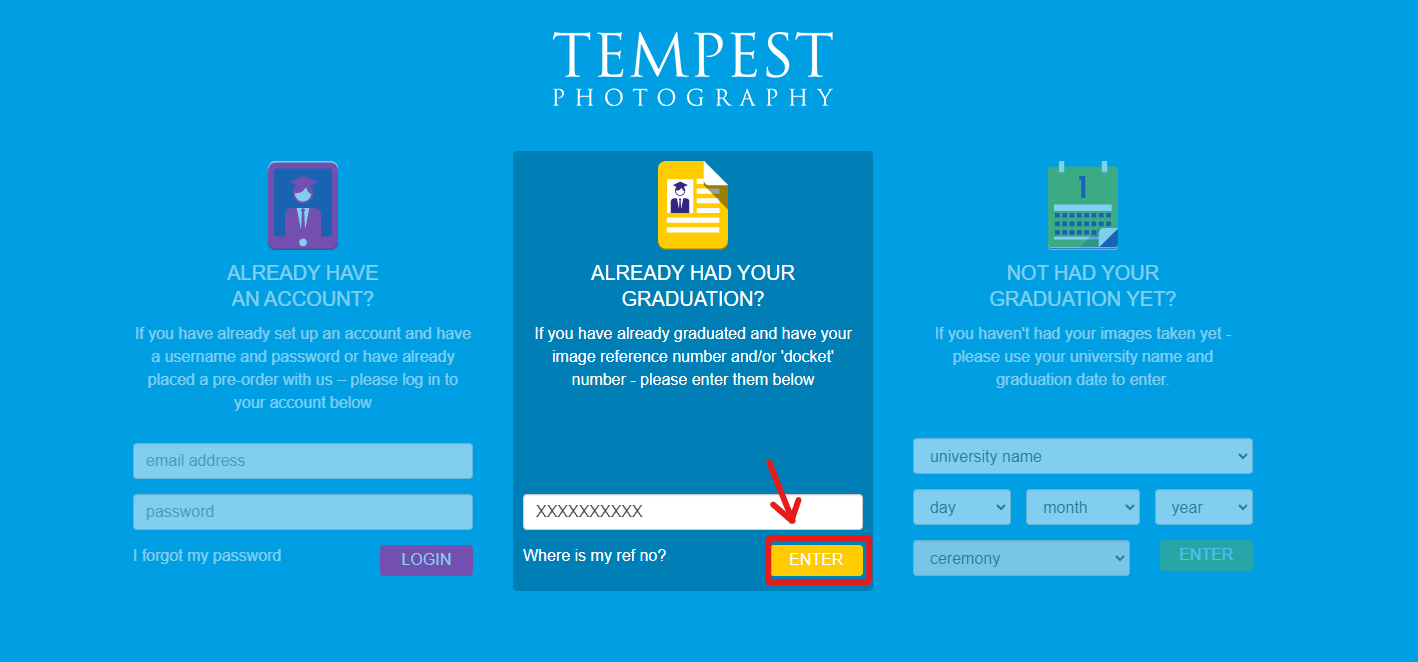 TEMPEST
PHOTOGRAPHY
ALREADY HAVE
AN ACCOUNT?
If you have already set up an account and have
a username and password or have already
placed a pre-order with us – please log in to
your account below
email address
password
I forgot my password
LOGIN
ALREADY HAD YOUR
GRADUATION?
If you have already graduated and have your
image reference number and/or 'docket'
number - please enter them below
XXXXXXXXXX
Where is my ref no?
ENTER
1
NOT HAD YOUR
GRADUATION YET?
If you haven't had your images taken yet -
please use your university name and
graduation date to enter.
university name
day
month
year
ceremony
ENTER